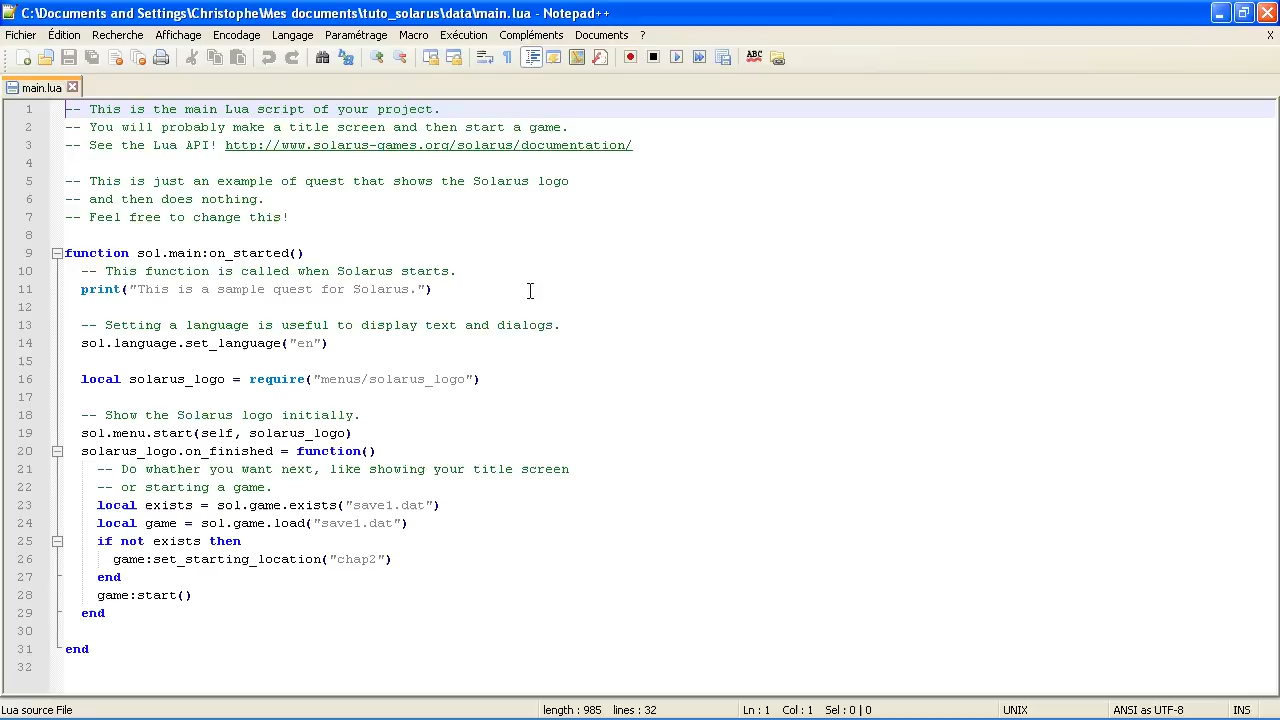 C:\Documents and Settings\Christophe\Mes documents\tuto_solarus\data\main.lua - Notepad++
Fichier Édition Recherche Affichage Encodage Langage Paramétrage Macro Exécution Compléments Documents ? X
ABC
main.lua
1 -- This is the main Lua script of your project.
2 -- You will probably make a title screen and then start a game.
3 -- See the Lua API! http://www.solarus-games.org/solarus/documentation/
4
5 -- This is just an example of quest that shows the Solarus logo
6 -- and then does nothing.
7 -- Feel free to change this!
8
9 function sol.main:on_started()
10 -- This function is called when Solarus starts.
11 print("This is a sample quest for Solarus.")
12
13 -- Setting a language is useful to display text and dialogs.
14 sol.language.set_language("en")
15
16 local solarus_logo = require("menus/solarus_logo")
17
18 -- Show the Solarus logo initially.
19 sol.menu.start(self, solarus_logo)
20 solarus_logo.on_finished = function()
21 -- Do whather you want next, like showing your title screen
22 -- or starting a game.
23 local exists = sol.game.exists("save1.dat")
24 local game = sol.game.load("save1.dat")
25 if not exists then
26 game:set_starting_location("chap2")
27 end
28 game:start()
29 end
30
31 end
32
Lua source File length : 985 lines : 32 Ln : 1 Col : 1 Sel : 0 | 0 UNIX ANSI as UTF-8 INS